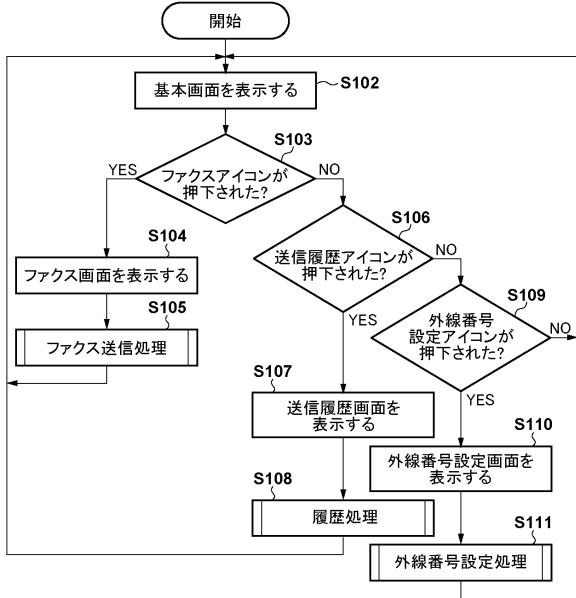 開始
基本画面を表示する
S102
S103
YES
ファクスアイコンが
押下された?
NO
S104
ファクス画面を表示する
S105
ファクス送信処理
S106
送信履歴アイコンが
押下された?
NO
YES
S107
送信履歴画面を
表示する
S108
履歴処理
S109
外線番号
設定アイコンが
押下された?
NO
YES
S110
外線番号設定画面を
表示する
S111
外線番号設定処理